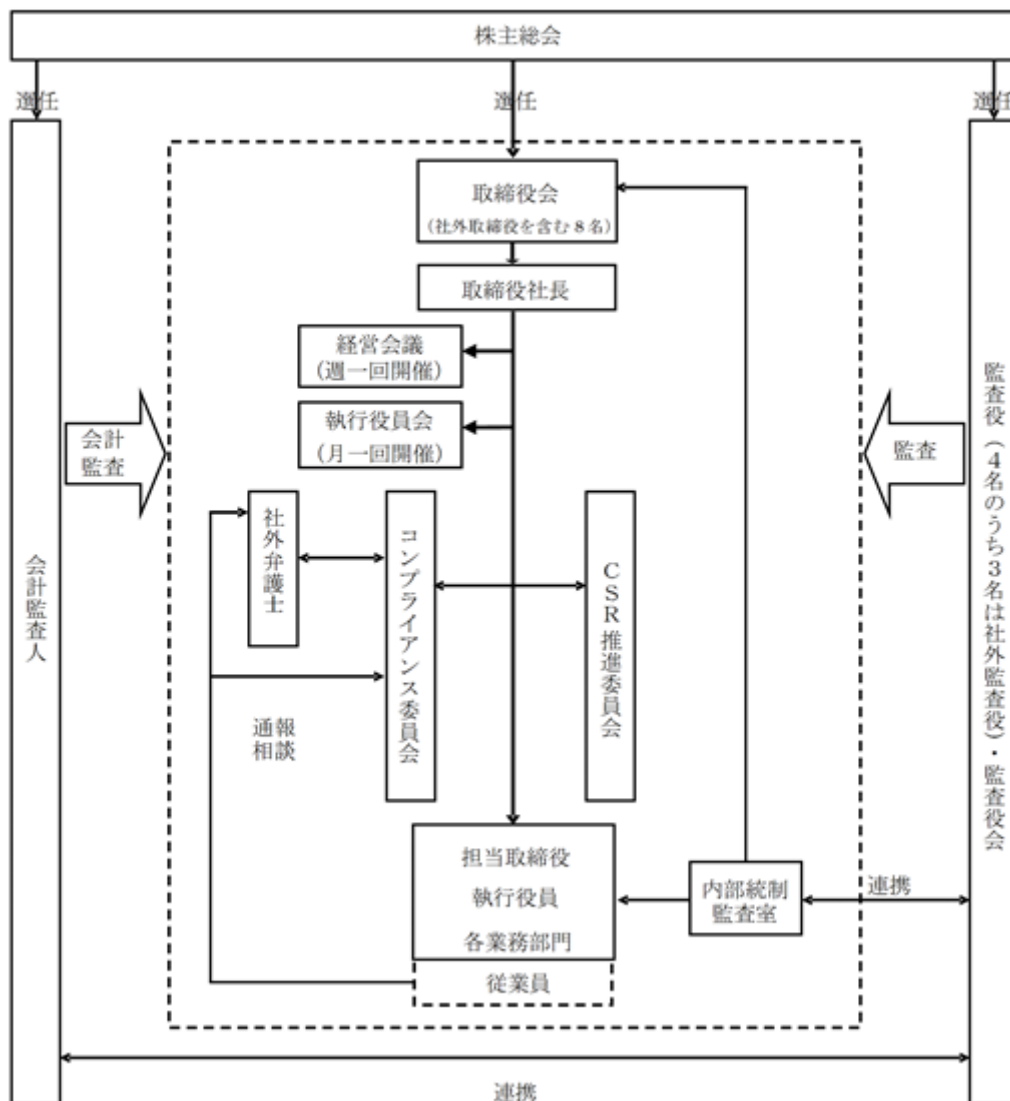 株主総会
選任
選任
選任
取締役会
(社外取締役を含む8名)
取締役社長
経営会議
(週一回開催)
執行役員会
(月一回開催)
会計
監査
監査
社外弁護士
コンプライアンス委員会
CSR推進委員会
会計監査人
監査役(4名のうち3名は社外監査役)・監査役会
通報
相談
担当取締役
執行役員
各業務部門
従業員
内部統制
監査室
連携
連携